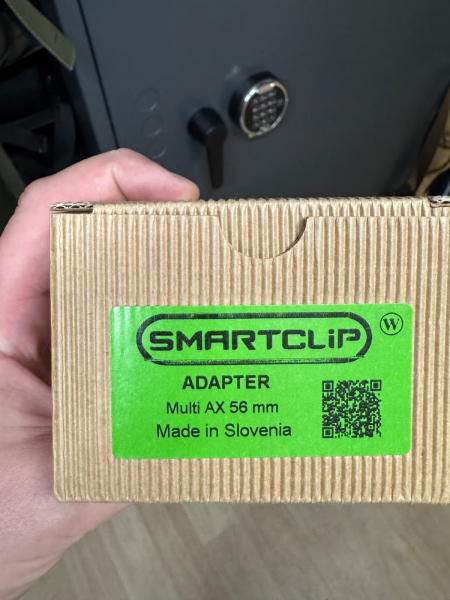 SMARTCLIP
W
ADAPTER
Multi AX 56 mm
Made in Slovenia